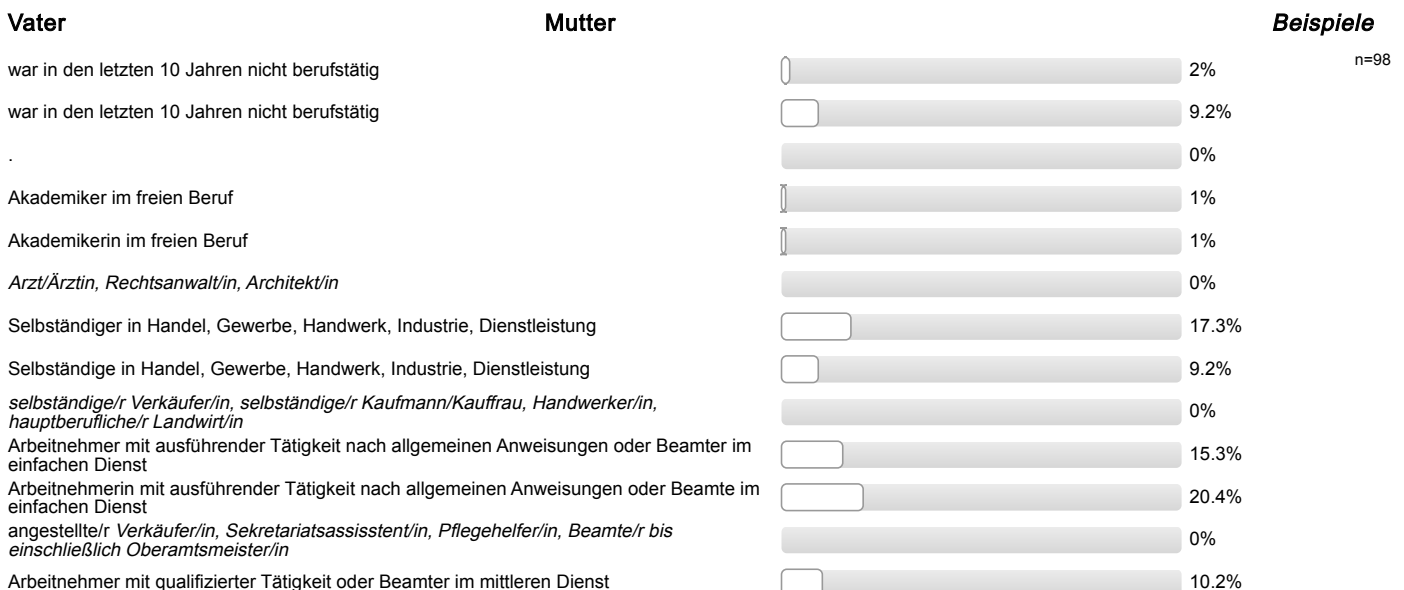 Vater Mutter Beispiele
war in den letzten 10 Jahren nicht berufstätig 2% n=98
war in den letzten 10 Jahren nicht berufstätig 9.2%
. 0%
Akademiker im freien Beruf 1%
Akademikerin im freien Beruf 1%
Arzt/Ärztin, Rechtsanwalt/in, Architekt/in 0%
Selbständiger in Handel, Gewerbe, Handwerk, Industrie, Dienstleistung 17.3%
Selbständige in Handel, Gewerbe, Handwerk, Industrie, Dienstleistung 9.2%
selbständige/r Verkäufer/in, selbständige/r Kaufmann/Kauffrau, Handwerker/in,
hauptberufliche/r Landwirt/in 0%
Arbeitnehmer mit ausführender Tätigkeit nach allgemeinen Anweisungen oder Beamter im
einfachen Dienst 15.3%
Arbeitnehmerin mit ausführender Tätigkeit nach allgemeinen Anweisungen oder Beamte im
einfachen Dienst 20.4%
angestellte/r Verkäufer/in, Sekretariatsassisstent/in, Pflegehelfer/in, Beamte/r bis
einschließlich Oberamtsmeister/in 0%
Arbeitnehmer mit qualifizierter Tätigkeit oder Beamter im mittleren Dienst 10.2%